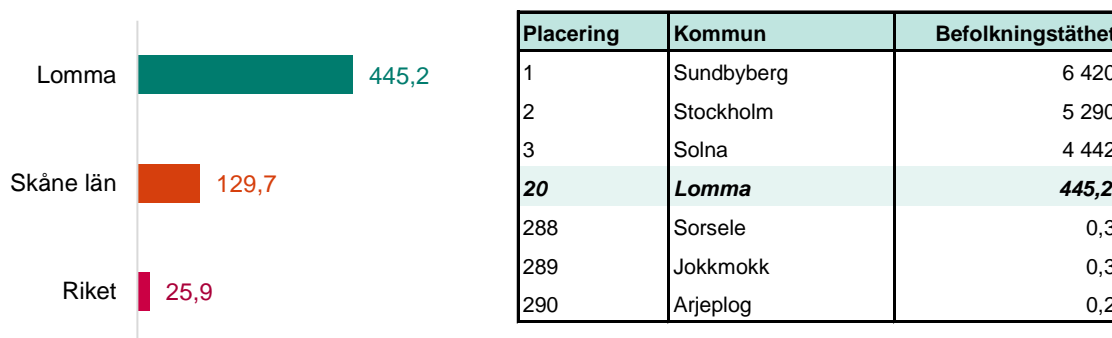 Lomma 445,2
Skåne län 129,7
Riket 25,9
Placering Kommun Befolkningstäthet
1 Sundbyberg 6 420
2 Stockholm 5 290
3 Solna 4 442
20 Lomma 445,2
288 Sorsele 0,3
289 Jokkmokk 0,3
290 Arjeplog 0,2